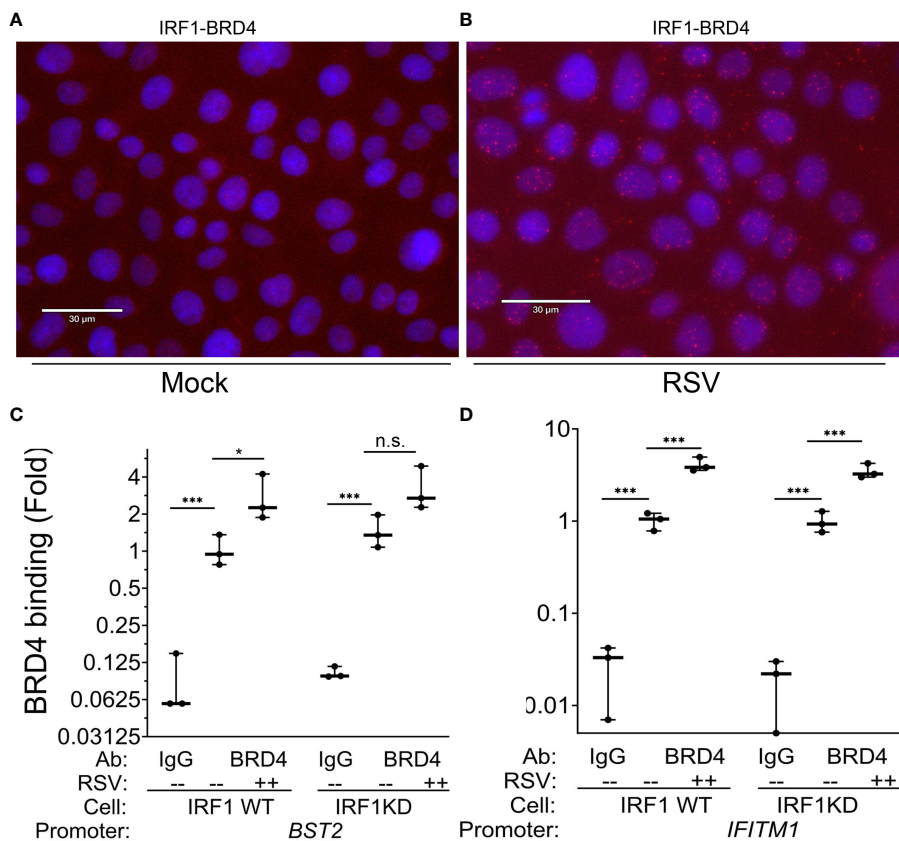 A
IRF1-BRD4
30 µm
Mock
B
IRF1-BRD4
30 µm
RSV
C
BRD4 binding (Fold)
4
2
1
0.5
0.25
0.125
0.0625
0.03125
***
*
***
n.s.
Ab: IgG BRD4 IgG BRD4
RSV: -- -- ++ -- -- ++
Cell: IRF1 WT IRF1KD
Promoter: BST2
D
10
1
0.1
0.01
***
***
***
***
Ab: IgG BRD4 IgG BRD4
RSV: -- -- ++ -- -- ++
Cell: IRF1 WT IRF1KD
Promoter: IFITM1